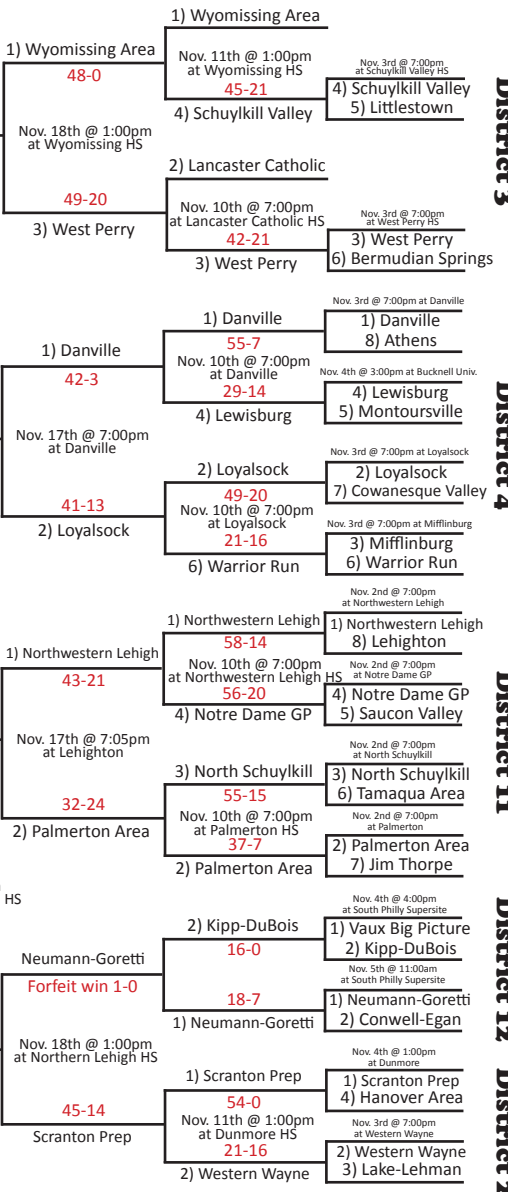 1) Wyomissing Area
1) Wyomissing Area
48-0
Nov. 11th @ 1:00pm
at Wyomissing HS
45-21
4) Schuylkill Valley
Nov. 3rd @ 7:00pm
at Schuylkill Valley HS
4) Schuylkill Valley
5) Littlestown
Nov. 18th @ 1:00pm
at Wyomissing HS
2) Lancaster Catholic
49-20
3) West Perry
Nov. 10th @ 7:00pm
at Lancaster Catholic HS
42-21
3) West Perry
Nov. 3rd @ 7:00pm
at West Perry HS
3) West Perry
6) Bermudian Springs
District 3
1) Danville
42-3
1) Danville
55-7
Nov. 10th @ 7:00pm
at Danville
29-14
4) Lewisburg
Nov. 3rd @ 7:00pm at Danville
1) Danville
8) Athens
Nov. 4th @ 3:00pm at Bucknell Univ.
4) Lewisburg
5) Montoursville
Nov. 17th @ 7:00pm
at Danville
41-13
2) Loyalsock
2) Loyalsock
49-20
Nov. 10th @ 7:00pm
at Loyalsock
21-16
6) Warrior Run
Nov. 3rd @ 7:00pm at Loyalsock
2) Loyalsock
7) Cowanesque Valley
Nov. 3rd @ 7:00pm at Mifflinburg
3) Mifflinburg
6) Warrior Run
District 4
1) Northwestern Lehigh
43-21
1) Northwestern Lehigh
58-14
Nov. 10th @ 7:00pm
at Northwestern Lehigh HS
56-20
4) Notre Dame GP
Nov. 2nd @ 7:00pm
at Northwestern Lehigh
1) Northwestern Lehigh
8) Lehighton
Nov. 2nd @ 7:00pm
at Notre Dame GP
4) Notre Dame GP
5) Saucon Valley
Nov. 17th @ 7:05pm
at Lehighton
32-24
2) Palmerton Area
3) North Schuylkill
55-15
Nov. 10th @ 7:00pm
at Palmerton HS
37-7
2) Palmerton Area
Nov. 2nd @ 7:00pm
at North Schuylkill
3) North Schuylkill
6) Tamaqua Area
Nov. 2nd @ 7:00pm
at Palmerton
2) Palmerton Area
7) Jim Thorpe
District 11
HS
Neumann-Goretti
Forfeit win 1-0
2) Kipp-DuBois
16-0
18-7
1) Neumann-Goretti
Nov. 4th @ 4:00pm
at South Philly Supersite
1) Vaux Big Picture
2) Kipp-DuBois
Nov. 5th @ 11:00am
at South Philly Supersite
1) Neumann-Goretti
2) Conwell-Egan
District 12
Nov. 18th @ 1:00pm
at Northern Lehigh HS
45-14
Scranton Prep
1) Scranton Prep
54-0
Nov. 11th @ 1:00pm
at Dunmore HS
21-16
2) Western Wayne
Nov. 4th @ 1:00pm
at Dunmore
1) Scranton Prep
4) Hanover Area
Nov. 3rd @ 7:00pm
at Western Wayne
2) Western Wayne
3) Lake-Lehman
District 2